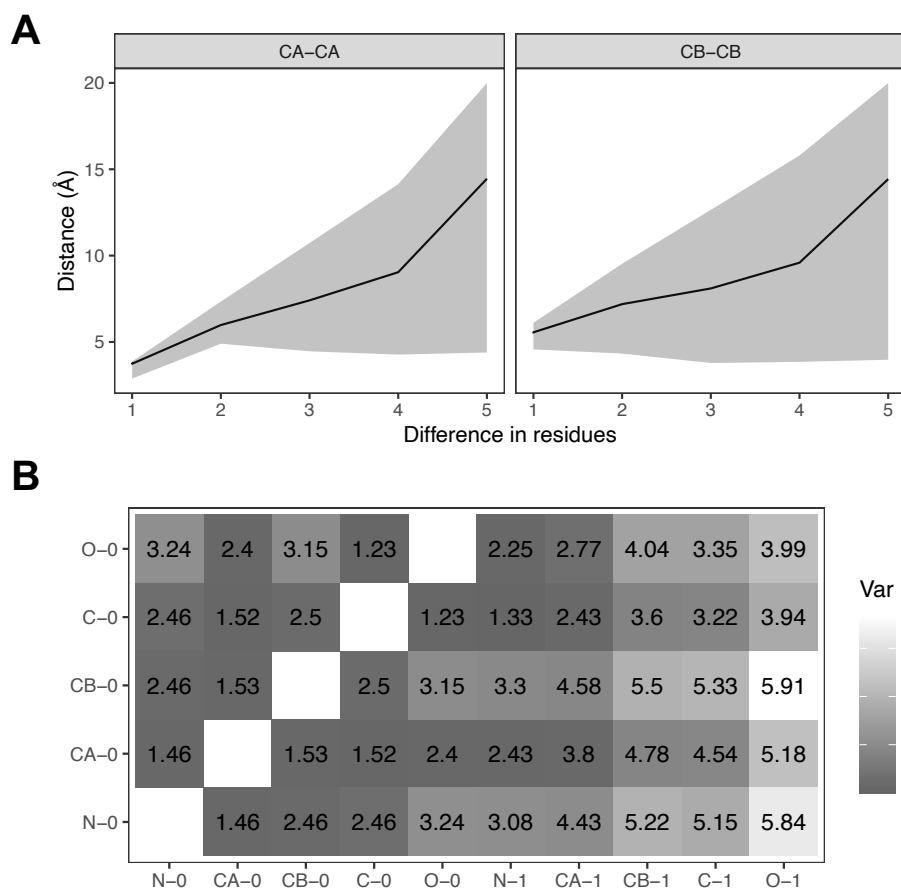 A
CA−CA CB−CB
20
15
10
5
Distance (Å)
1 2 3 4 5 1 2 3 4 5
Difference in residues
B
O−0 3.24 2.4 3.15 1.23 2.25 2.77 4.04 3.35 3.99
C−0 2.46 1.52 2.5 1.23 1.33 2.43 3.6 3.22 3.94
CB−0 2.46 1.53 2.5 3.15 3.3 4.58 5.5 5.33 5.91
CA−0 1.46 1.53 1.52 2.4 2.43 3.8 4.78 4.54 5.18
N−0 1.46 2.46 2.46 3.24 3.08 4.43 5.22 5.15 5.84
N−0 CA−0 CB−0 C−0 O−0 N−1 CA−1 CB−1 C−1 O−1
Var